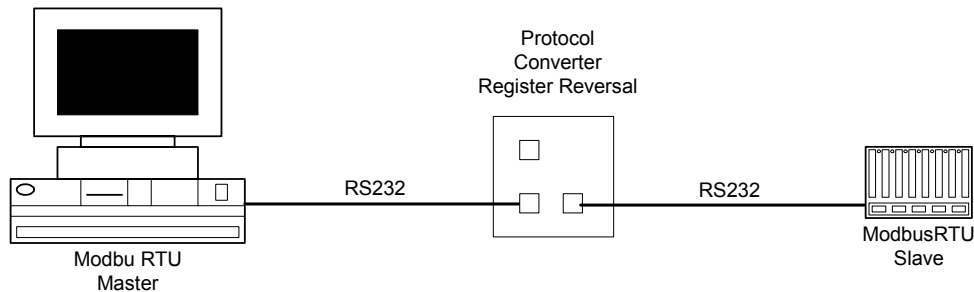 Protocol
Converter
Register Reversal
RS232
RS232
Modbu RTU
Master
ModbusRTU
Slave